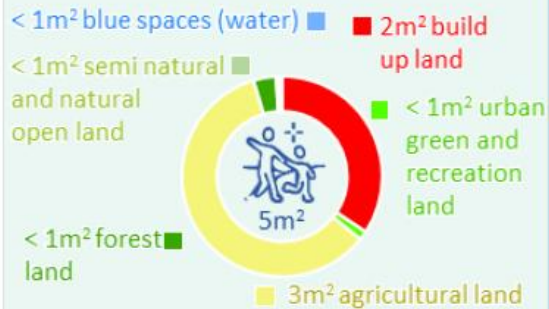 < 1m² blue spaces (water)
2m² build
up land
< 1m² semi natural
and natural
open land
< 1m² urban
green and
recreation
land
5m²
< 1m² forest
land
3m² agricultural land